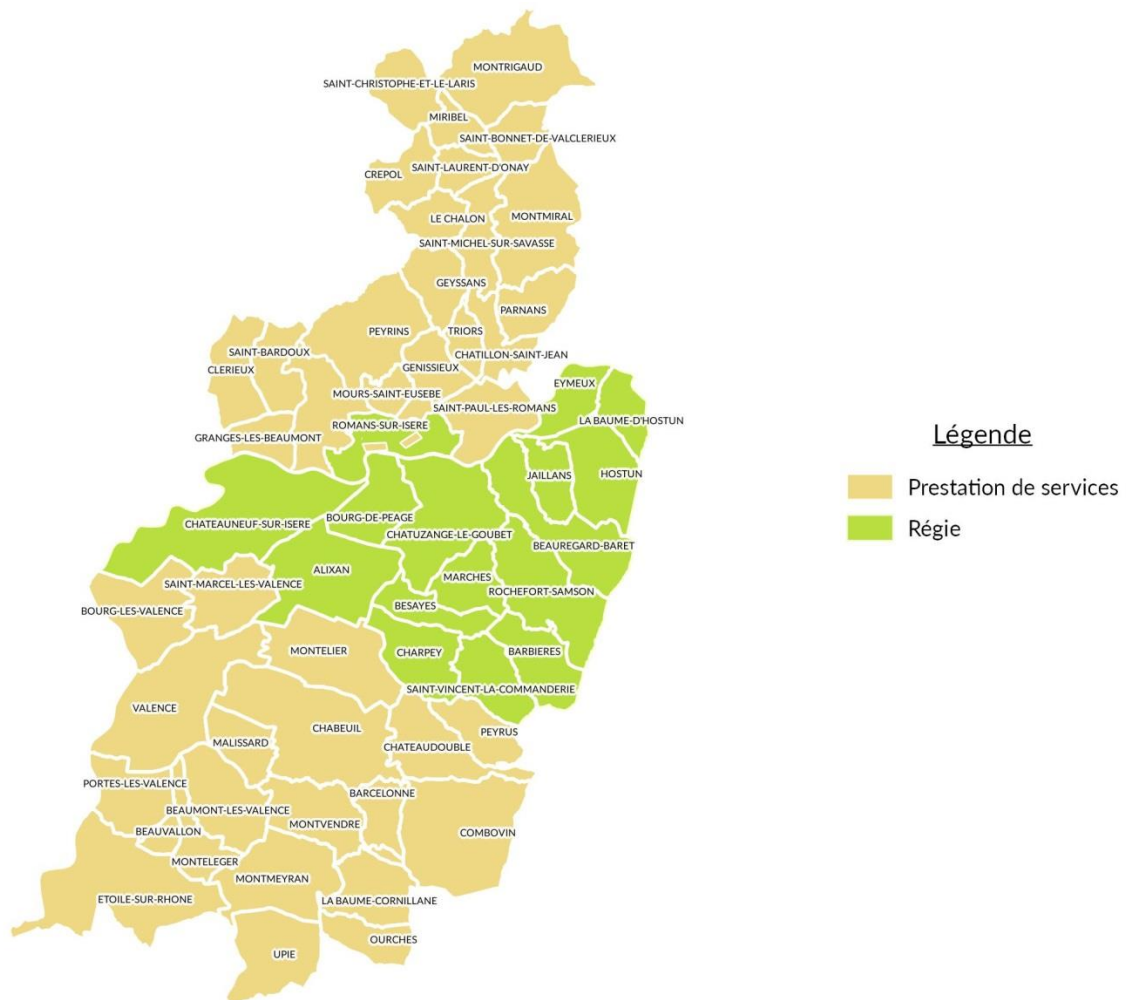 MONTRIGAUD
SAINT-CHRISTOPHE-ET-LE-LARIS
MIRIBEL
SAINT-BONNET-DE-VALCLERIEUX
SAINT-LAURENT-D'ONAY
CREPOL
LE CHALON
MONTMIRAL
SAINT-MICHEL-SUR-SAVASSE
GEYSSANS
PARNANS
PEYRINS
TRIORS
SAINT-BARDOUX
CHATILLON-SAINT-JEAN
CLERIEUX
GENISSIEUX
EYMEUX
MOURS-SAINT-EUSEBE
SAINT-PAUL-LES-ROMANS
LA BAUME-D'HOSTUN
ROMANS-SUR-ISERE
GRANGES-LES-BEAUMONT
Légende
JAILLANS
HOSTUN
Prestation de services
BOURG-DE-PEAGE
CHATEAUNEUF-SUR-ISERE
Régie
CHATUZANGE-LE-GOUBET
BEAUREGARD-BARET
ALIXAN
MARCHES
SAINT-MARCEL-LES-VALENCE
ROCHEFORT-SAMSON
BESAYES
BOURG-LES-VALENCE
MONTELIER
CHARPEY
BARBIERES
SAINT-VINCENT-LA-COMMANDERIE
VALENCE
CHABEUIL
PEYRUS
MALISSARD
CHATEAUDOUBLE
PORTES-LES-VALENCE
BARCELONNE
BEAUMONT-LES-VALENCE
MONTVENDRE
BEAUVALLON
COMBOVIN
MONTELEGER
MONTMEYRAN
ETOILE-SUR-RHONE
LA BAUME-CORNILLANE
OURCHES
UPIE